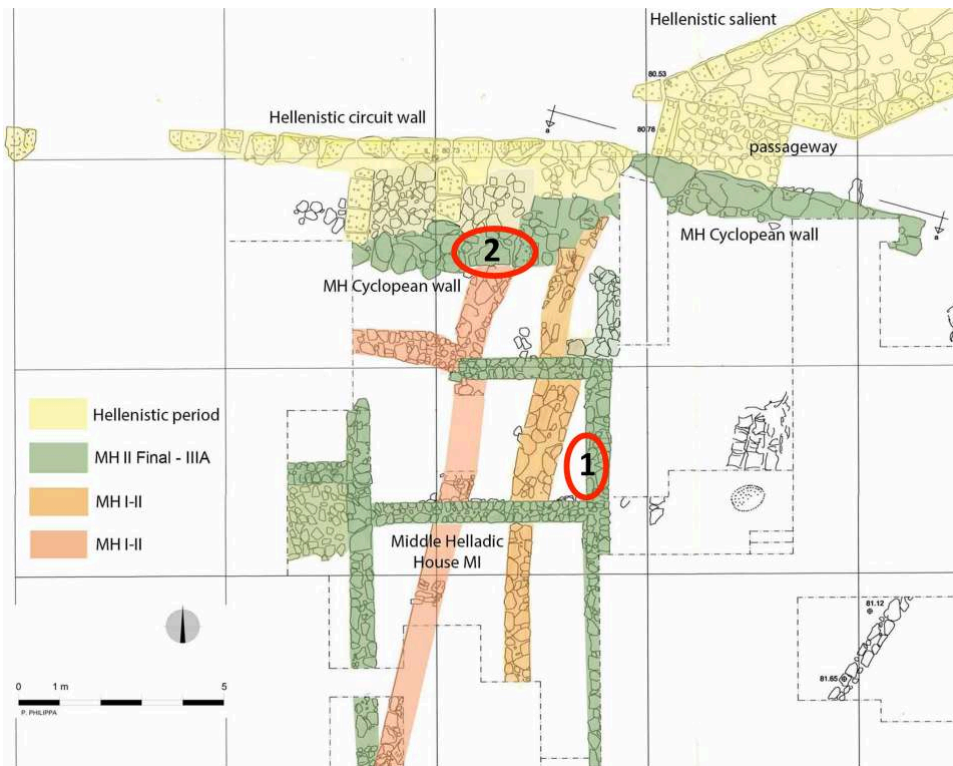 Hellenistic salient
80.53
Hellenistic circuit wall
a
80.78
80.73
passageway
MH Cyclopean wall
a
2
MH Cyclopean wall
Hellenistic period
MH II Final - IIIA
MH I-II
MH I-II
1
Middle Helladic
House MI
81.12
81.65
0 1 m 5
P. PHILIPPA